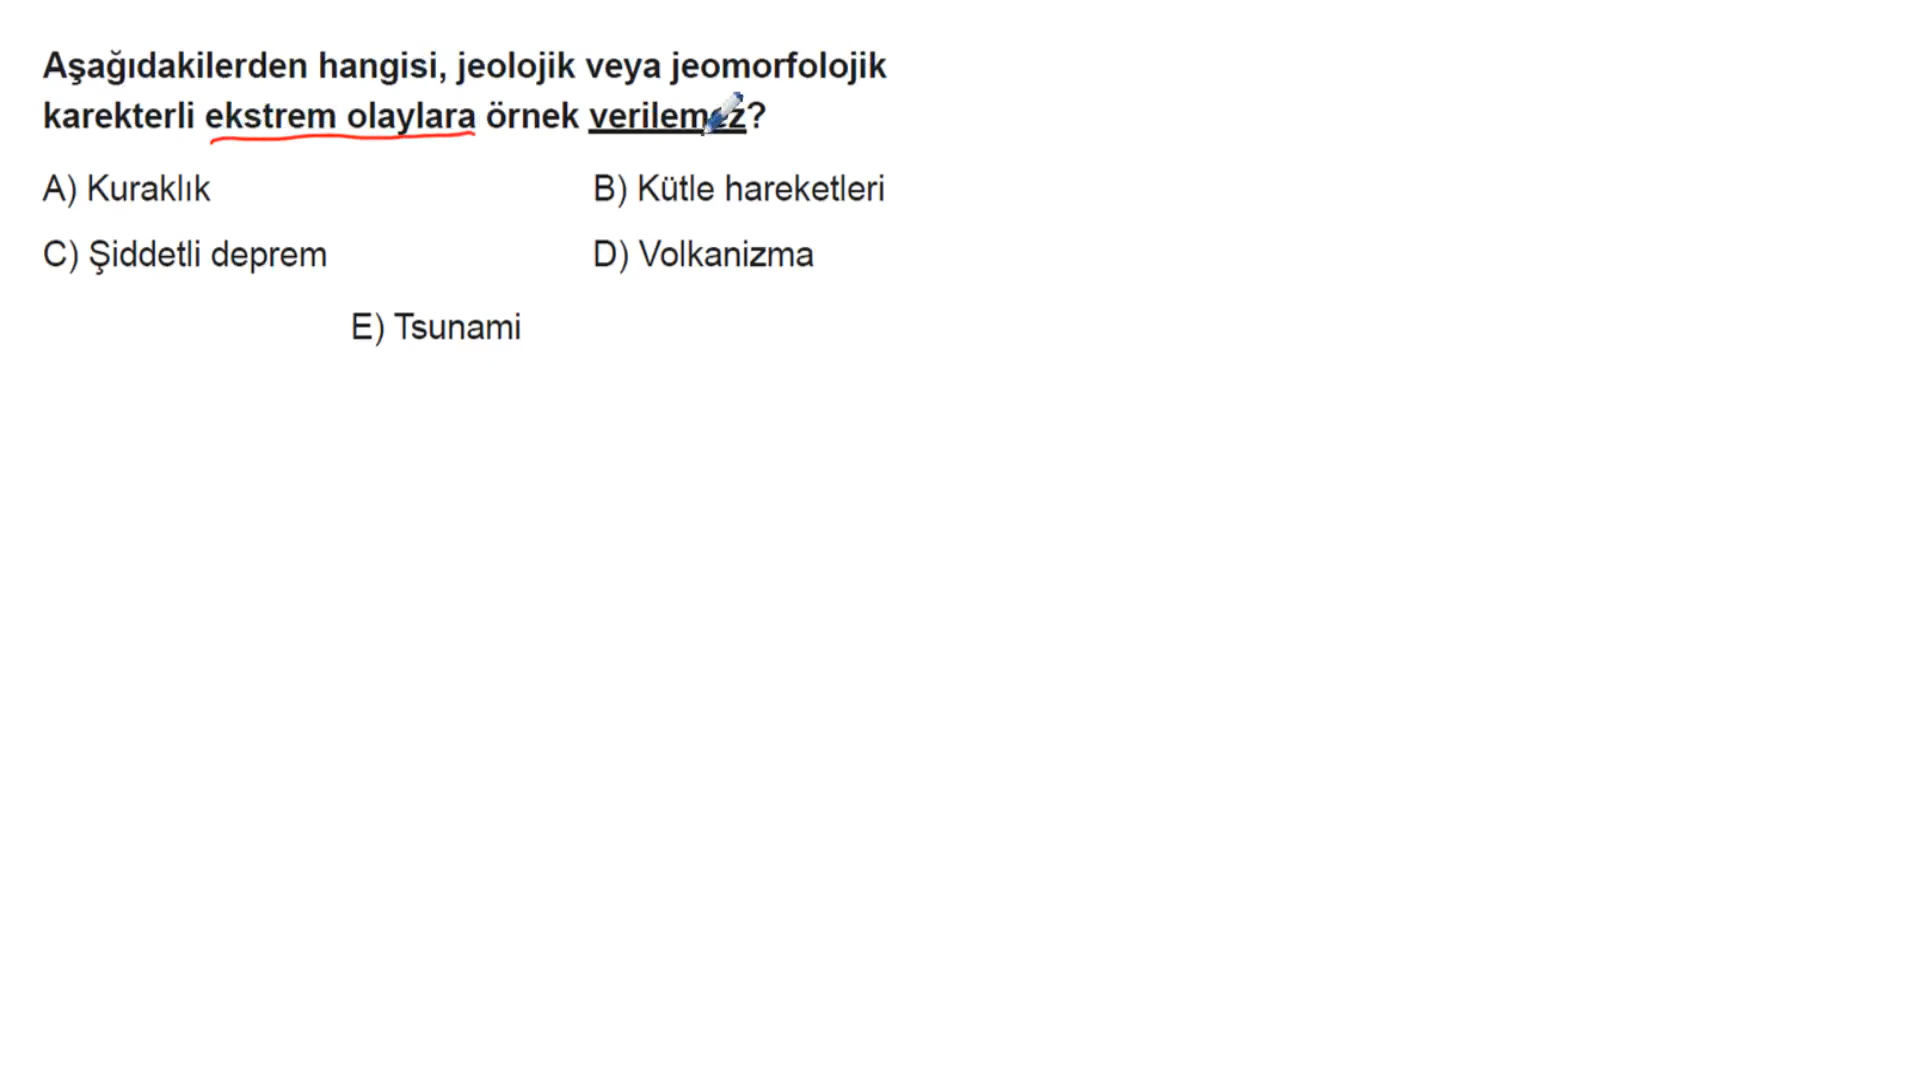 Aşağıdakilerden hangisi, jeolojik veya jeomorfolojik
karekterli ekstrem olaylara örnek verilemez?
A) Kuraklık B) Kütle hareketleri
C) Şiddetli deprem D) Volkanizma
E) Tsunami